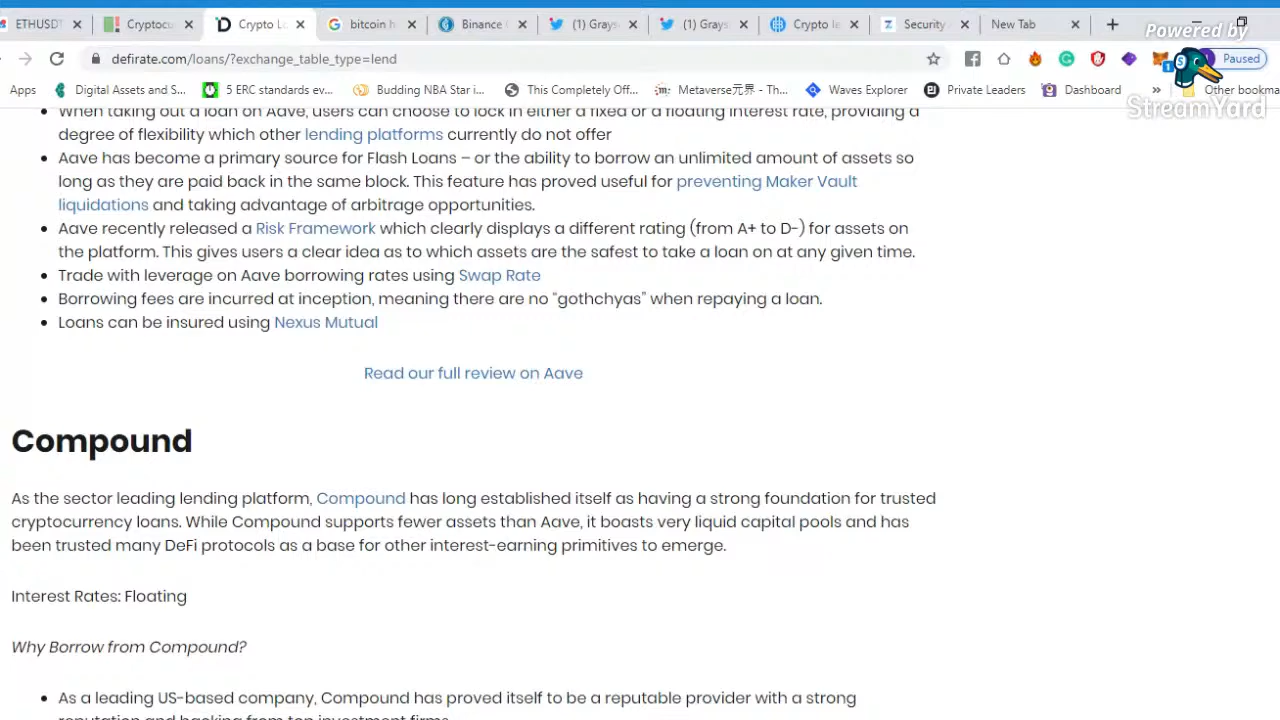 ETHUSDT
Cryptocu
Crypto Lo
bitcoin h
Binance
(1) Grays
(1) Grays
Crypto le
Security
New Tab
Powered by
defirate.com/loans/?exchange_table_type=lend
1
S
Paused
Apps
Digital Assets and S...
5 ERC standards ev...
Budding NBA Star i...
This Completely Off...
Metaverse元界 - Th...
Waves Explorer
Private Leaders
Dashboard
»
Other bookma
StreamYard
When taking out a loan on Aave, users can choose to lock in either a fixed or a floating interest rate, providing a
degree of flexibility which other lending platforms currently do not offer
Aave has become a primary source for Flash Loans – or the ability to borrow an unlimited amount of assets so
long as they are paid back in the same block. This feature has proved useful for preventing Maker Vault
liquidations and taking advantage of arbitrage opportunities.
Aave recently released a Risk Framework which clearly displays a different rating (from A+ to D-) for assets on
the platform. This gives users a clear idea as to which assets are the safest to take a loan on at any given time.
Trade with leverage on Aave borrowing rates using Swap Rate
Borrowing fees are incurred at inception, meaning there are no “gothchyas” when repaying a loan.
Loans can be insured using Nexus Mutual
Read our full review on Aave
Compound
As the sector leading lending platform, Compound has long established itself as having a strong foundation for trusted
cryptocurrency loans. While Compound supports fewer assets than Aave, it boasts very liquid capital pools and has
been trusted many DeFi protocols as a base for other interest-earning primitives to emerge.
Interest Rates: Floating
Why Borrow from Compound?
As a leading US-based company, Compound has proved itself to be a reputable provider with a strong
reputation and backing from top investment firms.